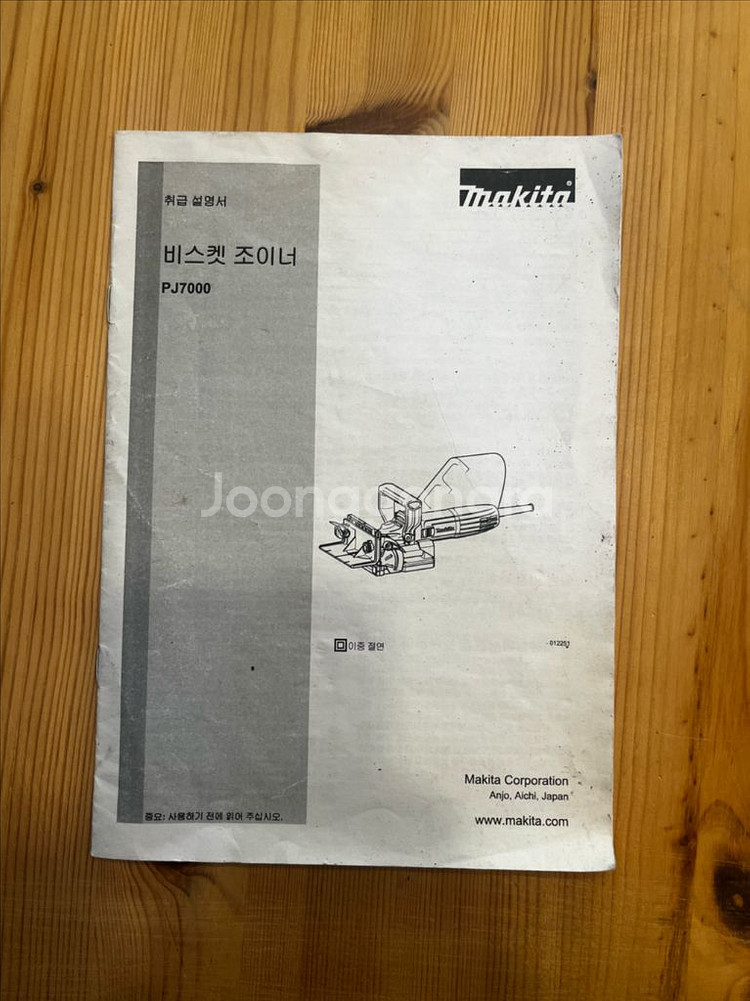 취급 설명서
makita
비스켓 조이너
PJ7000
Joongonara
이중 절연
012251
Makita Corporation
Anjo, Aichi, Japan
www.makita.com
중요: 사용하기 전에 읽어 주십시오.